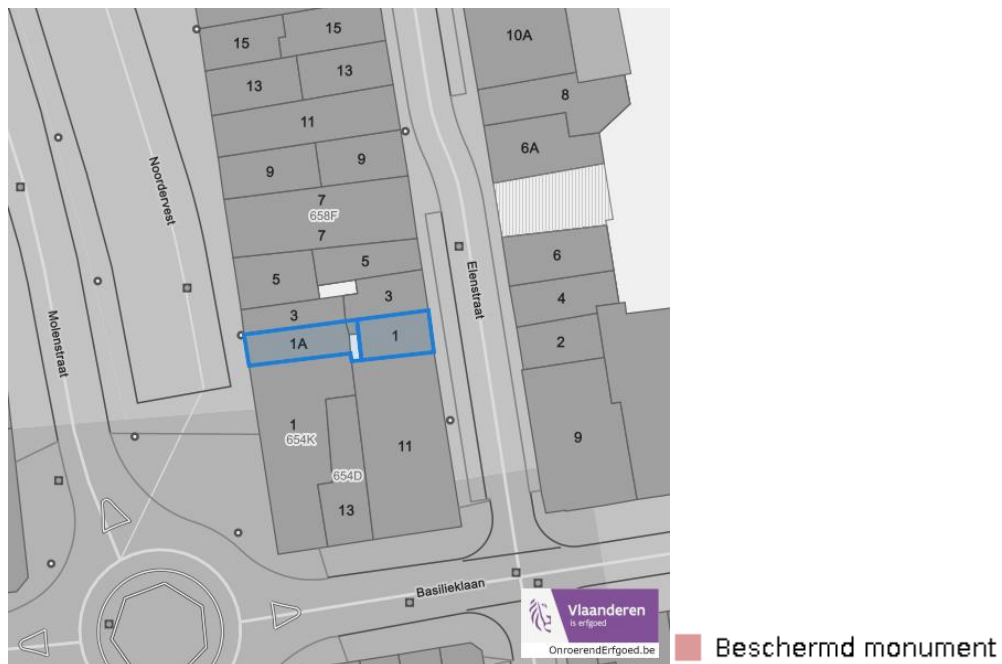 15
15
10A
13
13
8
11
6A
9
9
Noordervest
7
658F
7
5
5
6
Elenstraat
3
3
4
Molenstraat
1A
1
2
1
654K
11
9
654D
13
Basilieklaan
Vlaanderen
is erfgoed
OnroerendErfgoed.be
Beschermd monument